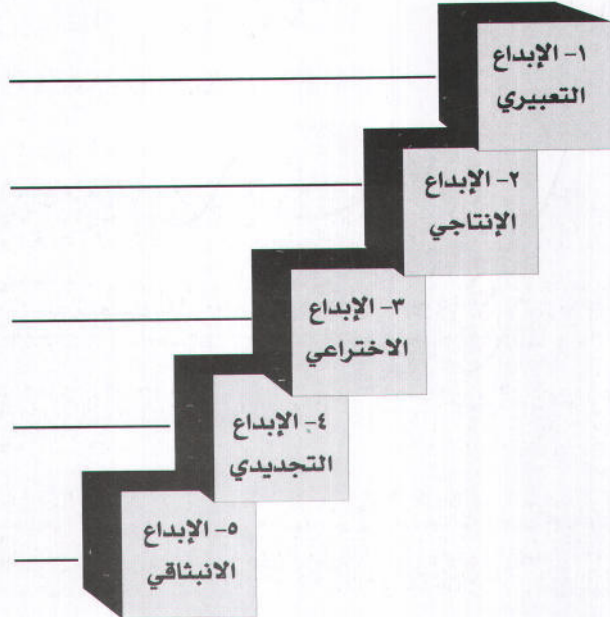 ١- الإبداع
التعبيري
٢- الإبداع
الإنتاجي
٣- الإبداع
الاختراعي
٤- الإبداع
التجديدي
٥- الإبداع
الانبثاقي